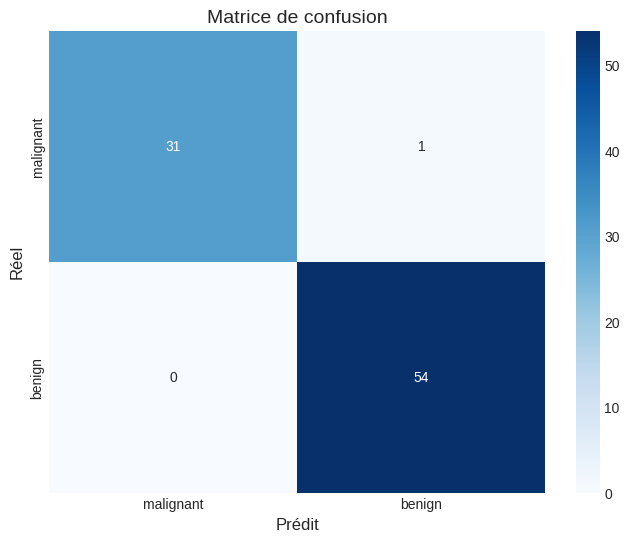 Matrice de confusion
50
40
30
20
10
0
Réel
malignant
benign
31
1
0
54
malignant
benign
Prédit